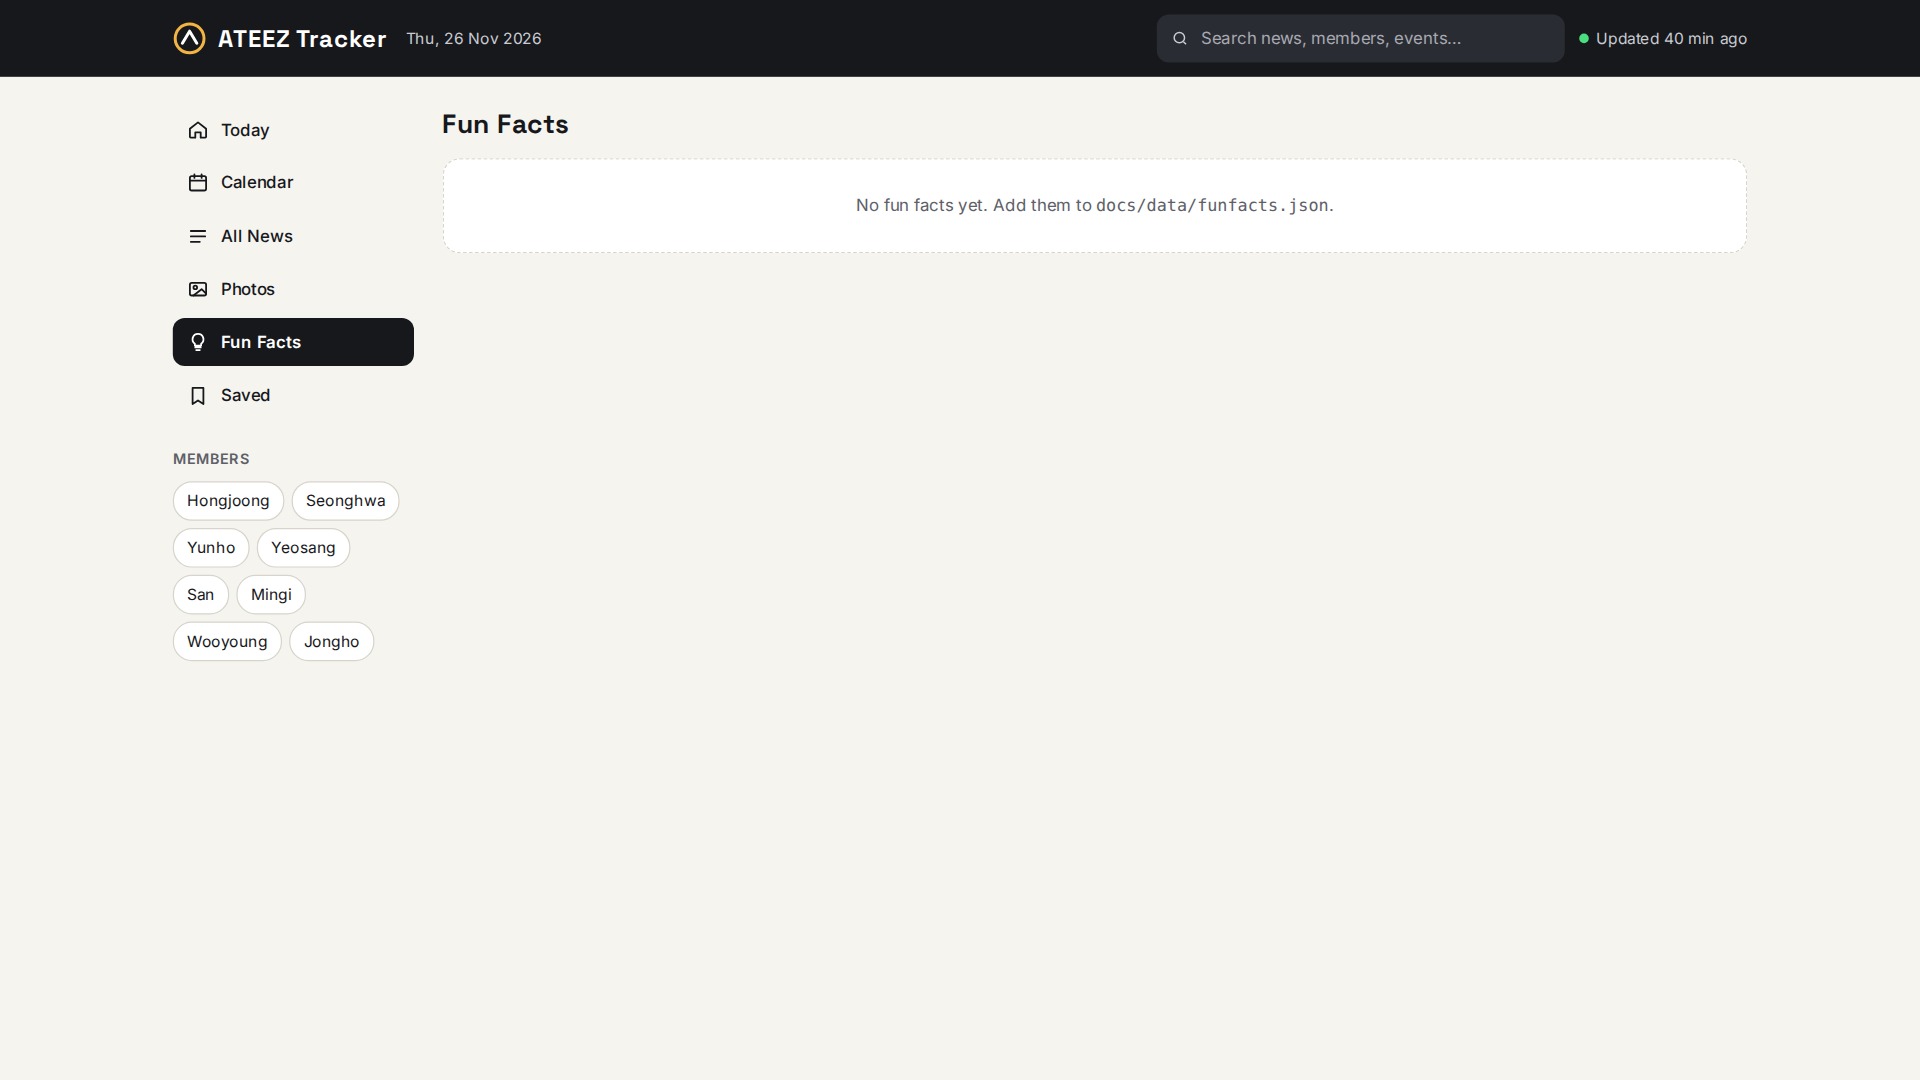 ATEEZ Tracker
Thu, 26 Nov 2026
Search news, members, events...
Updated 40 min ago
Today
Calendar
All News
Photos
Fun Facts
Saved
MEMBERS
Hongjoong
Seonghwa
Yunho
Yeosang
San
Mingi
Wooyoung
Jongho
Fun Facts
No fun facts yet. Add them to docs/data/funfacts.json.